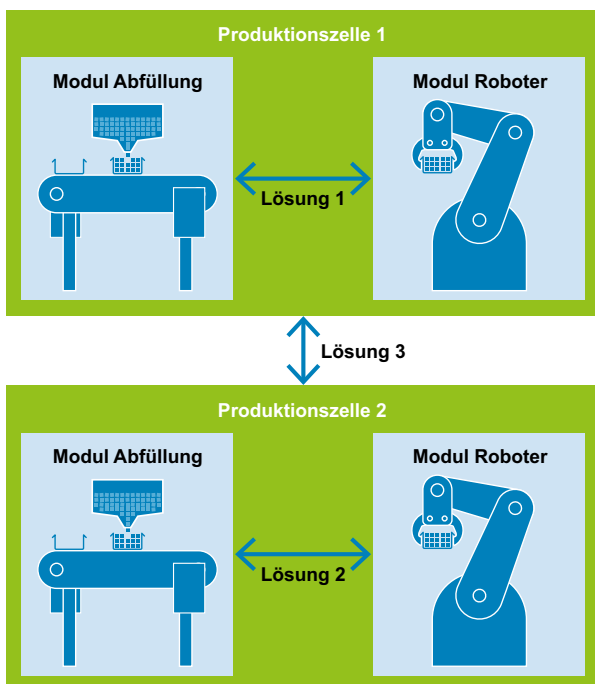 Produktionszelle 1
Modul Abfüllung
Modul Roboter
Lösung 1
Lösung 3
Produktionszelle 2
Modul Abfüllung
Modul Roboter
Lösung 2